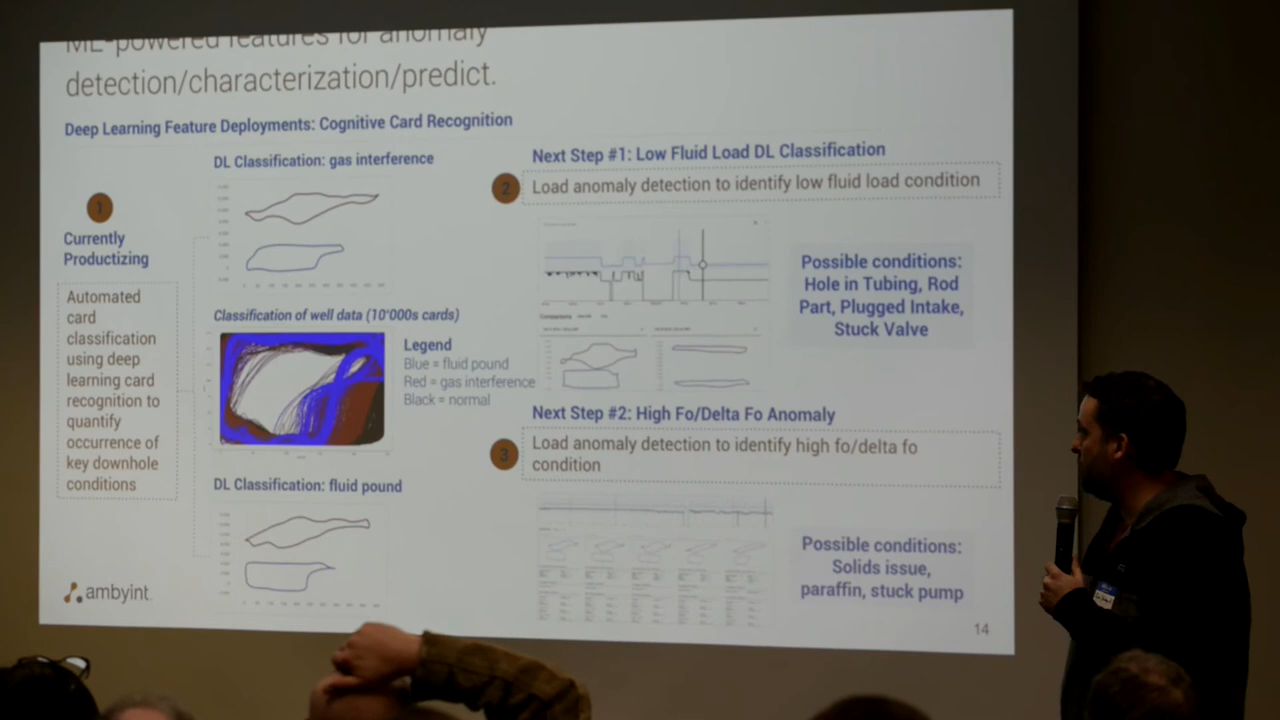 ML-powered features for anomaly
detection/characterization/predict.
Deep Learning Feature Deployments: Cognitive Card Recognition
1
Currently
Productizing
Automated
card
classification
using deep
learning card
recognition to
quantify
occurrence of
key downhole
conditions
DL Classification: gas interference
Classification of well data (10'000s cards)
Legend
Blue = fluid pound
Red = gas interference
Black = normal
DL Classification: fluid pound
2
Next Step #1: Low Fluid Load DL Classification
Load anomaly detection to identify low fluid load condition
Possible conditions:
Hole in Tubing, Rod
Part, Plugged Intake,
Stuck Valve
3
Next Step #2: High Fo/Delta Fo Anomaly
Load anomaly detection to identify high fo/delta fo
condition
Possible conditions:
Solids issue,
paraffin, stuck pump
ambyint
14